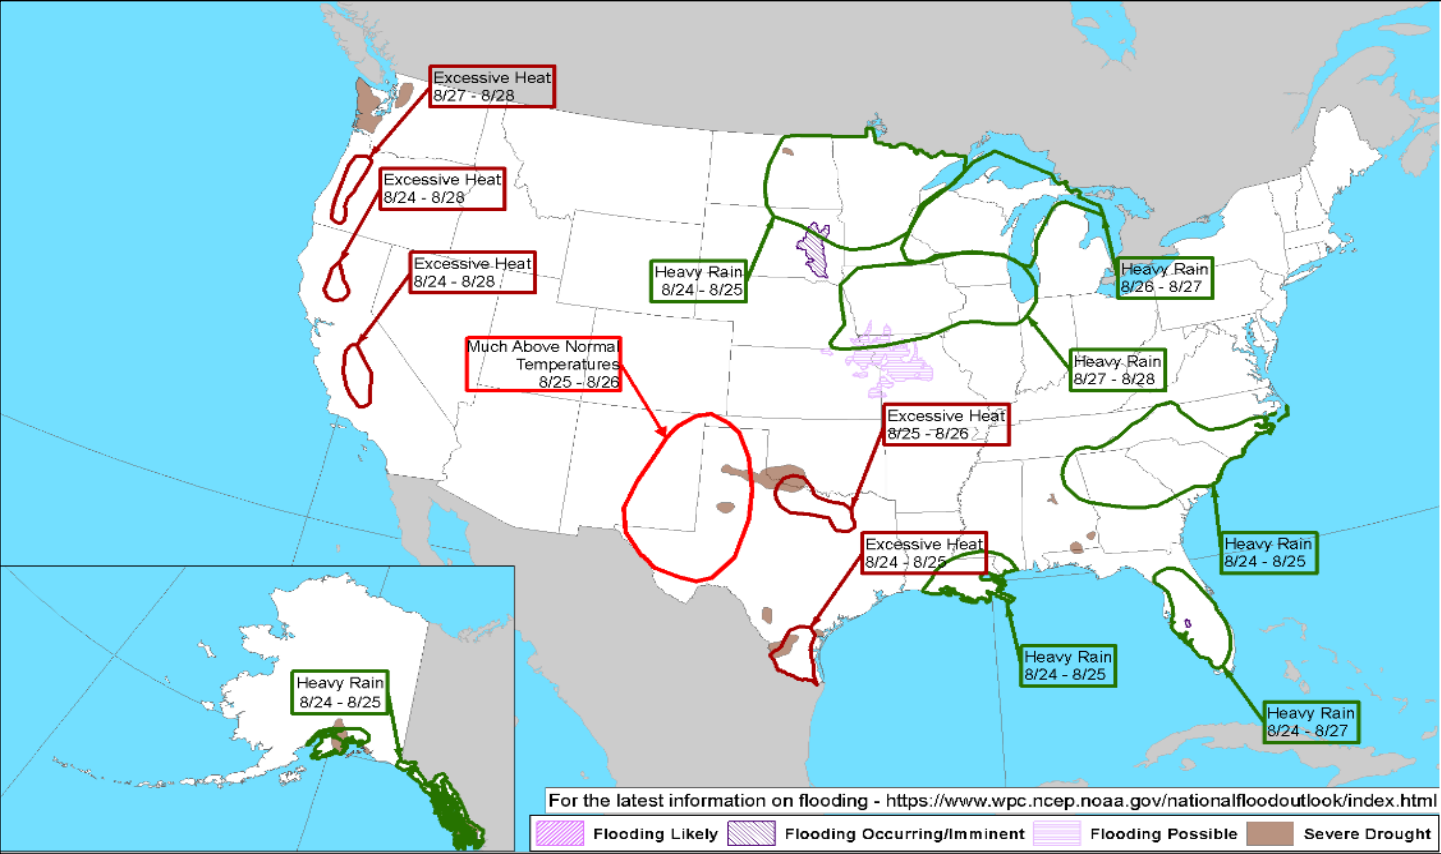 Excessive Heat
8/27 - 8/28
Excessive Heat
8/24 - 8/28
Excessive Heat
8/24 - 8/28
Heavy Rain
8/24 - 8/25
Heavy Rain
8/26 - 8/27
Much Above Normal
Temperatures
8/25 - 8/26
Heavy Rain
8/27 - 8/28
Excessive Heat
8/25 - 8/26
Excessive Heat
8/24 - 8/25
Heavy Rain
8/24 - 8/25
Heavy Rain
8/24 - 8/25
Heavy Rain
8/24 - 8/25
Heavy Rain
8/24 - 8/27
For the latest information on flooding - https://www.wpc.ncep.noaa.gov/nationalfloodoutlook/index.html
Flooding Likely
Flooding Occurring/Imminent
Flooding Possible
Severe Drought